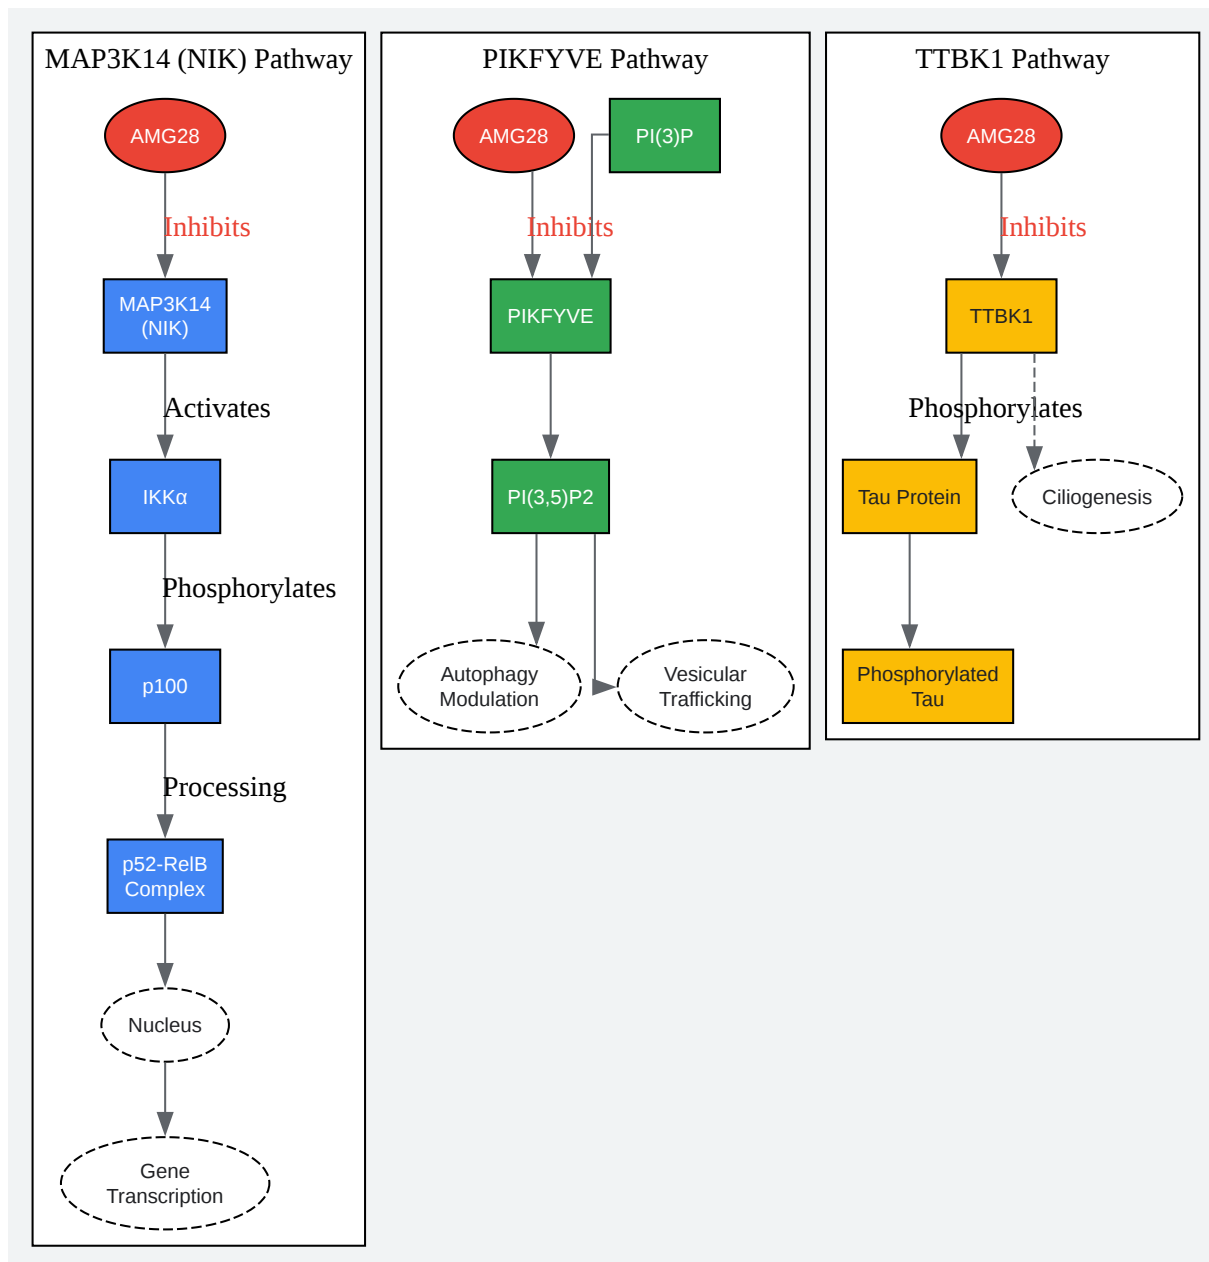 MAP3K14 (NIK) Pathway
AMG28
Inhibits
MAP3K14
(NIK)
Activates
IKKα
Phosphorylates
p100
Processing
p52-RelB
Complex
Nucleus
Gene
Transcription
PIKFYVE Pathway
AMG28
PI(3)P
Inhibits
PIKFYVE
PI(3,5)P2
Autophagy
Modulation
Vesicular
Trafficking
TTBK1 Pathway
AMG28
Inhibits
TTBK1
Phosphorylates
Tau Protein
Ciliogenesis
Phosphorylated
Tau